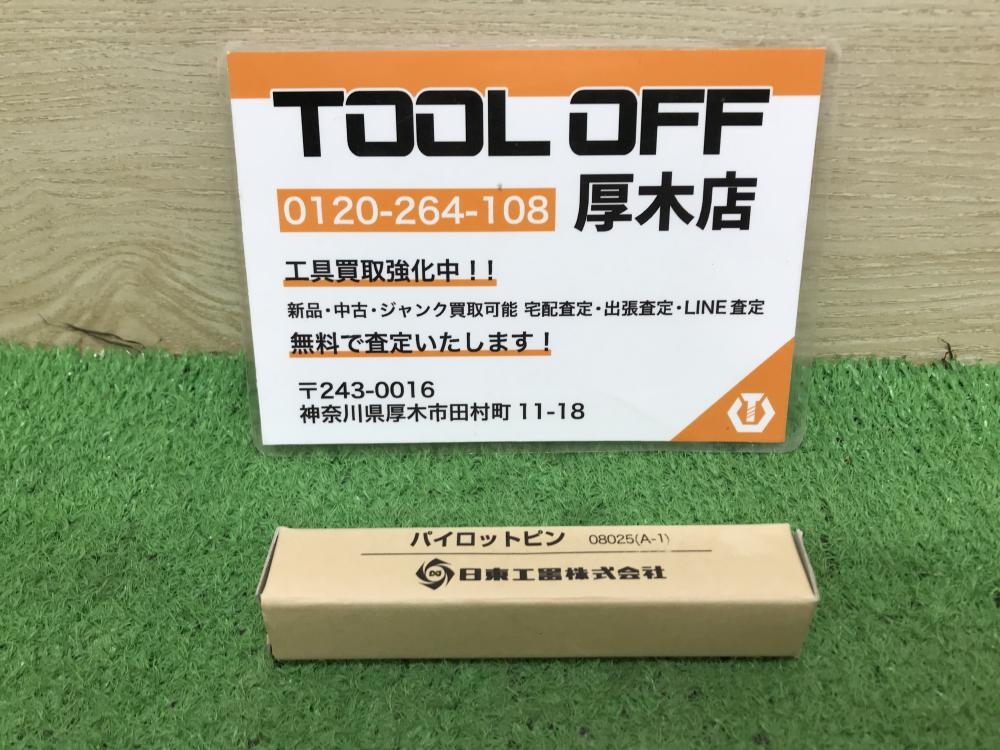 TOOL OFF
0120-264-108 厚木店
工具買取強化中！！
新品・中古・ジャンク買取可能 宅配査定・出張査定・LINE査定
無料で査定いたします！
〒243-0016
神奈川県厚木市田村町 11-18
パイロットピン 08025(A-1)
日東工器株式会社